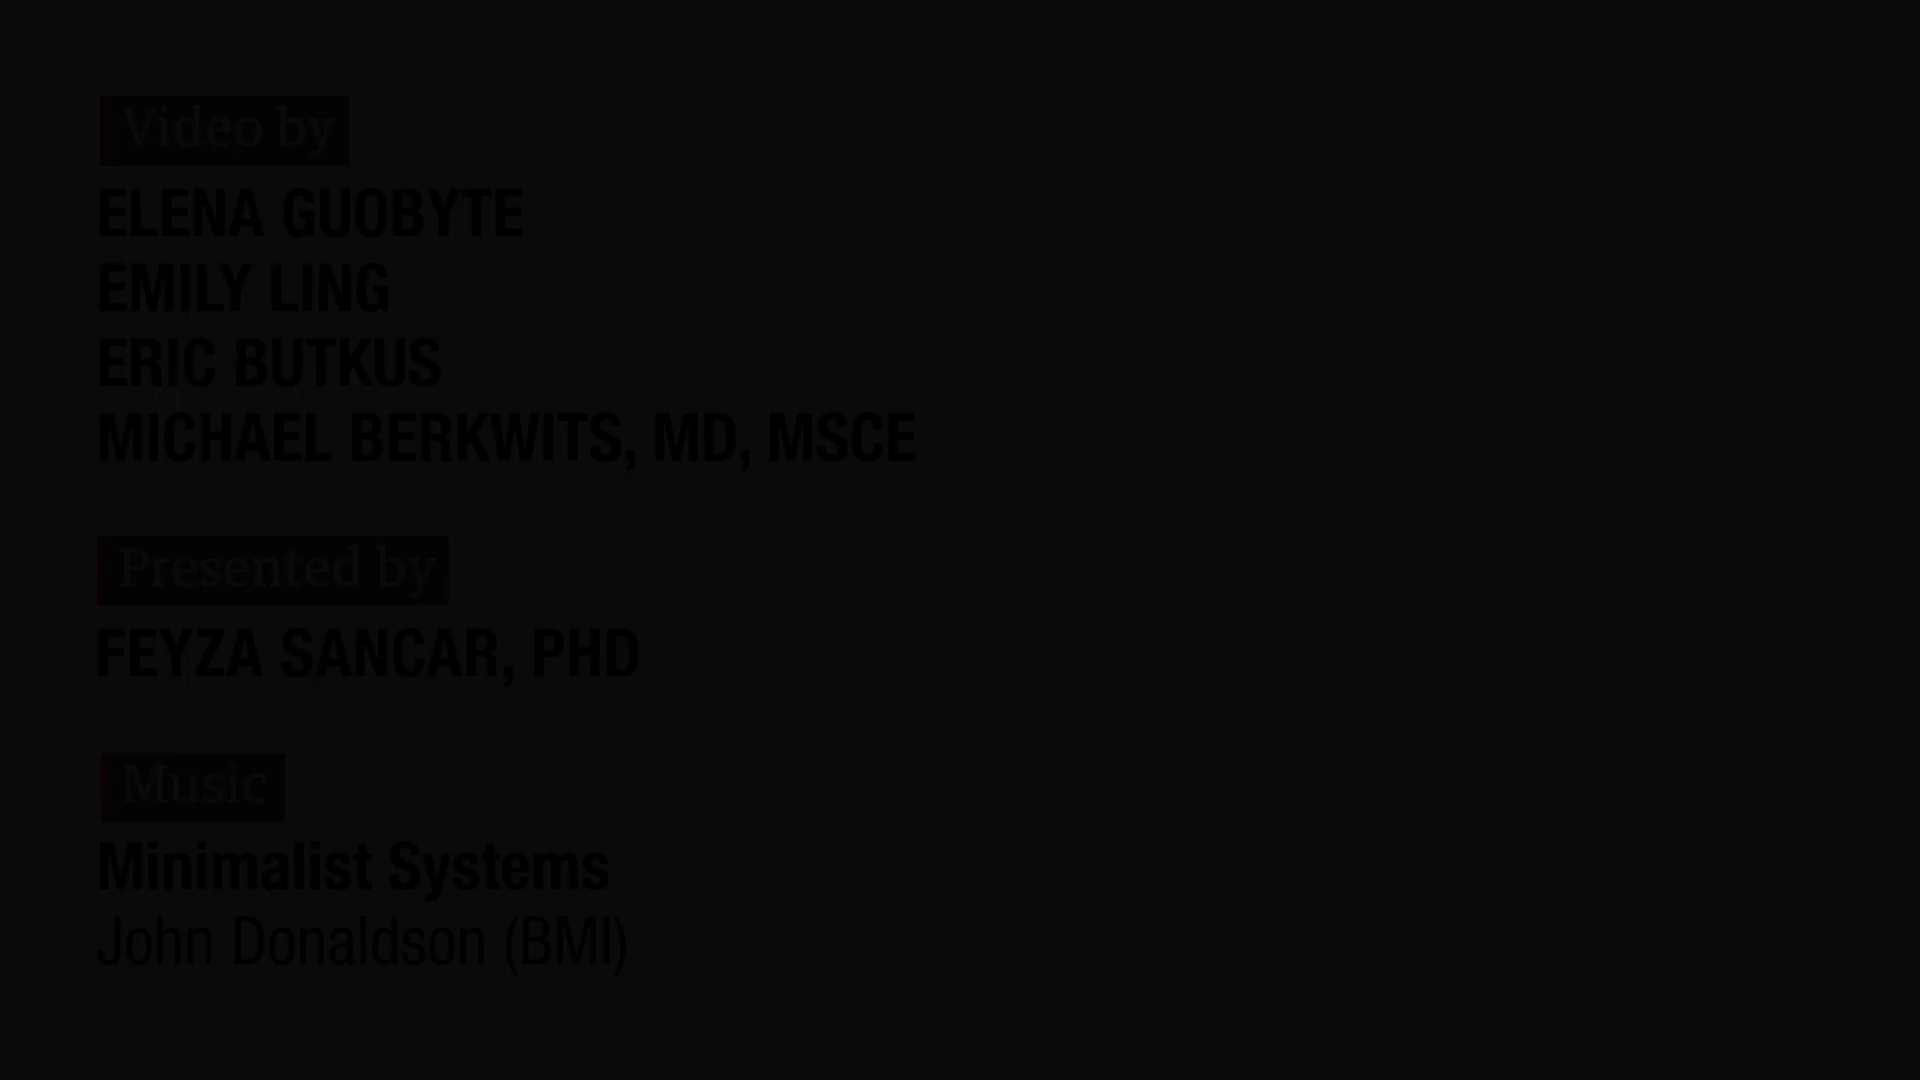 Video by
ELENA GUOBYTE
EMILY LING
ERIC BUTKUS
MICHAEL BERKWITS, MD, MSCE
Presented by
FEYZA SANCAR, PHD
Music
Minimalist Systems
John Donaldson (BMI)